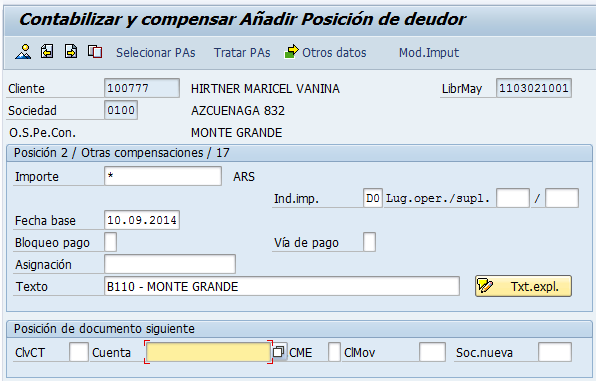 Contabilizar y compensar Añadir Posición de deudor
Selecionar PAs Tratar PAs Otros datos Mod.Imput
Cliente 100777 HIRTNER MARICEL VANINA LibrMay 1103021001
Sociedad 0100 AZCUENAGA 832
O.S.Pe.Con. MONTE GRANDE
Posición 2 / Otras compensaciones / 17
Importe * ARS
Ind.imp. D0 Lug.oper./supl. /
Fecha base 10.09.2014
Bloqueo pago Vía de pago
Asignación
Texto B110 - MONTE GRANDE Txt.expl.
Posición de documento siguiente
ClvCT Cuenta CME ClMov Soc.nueva